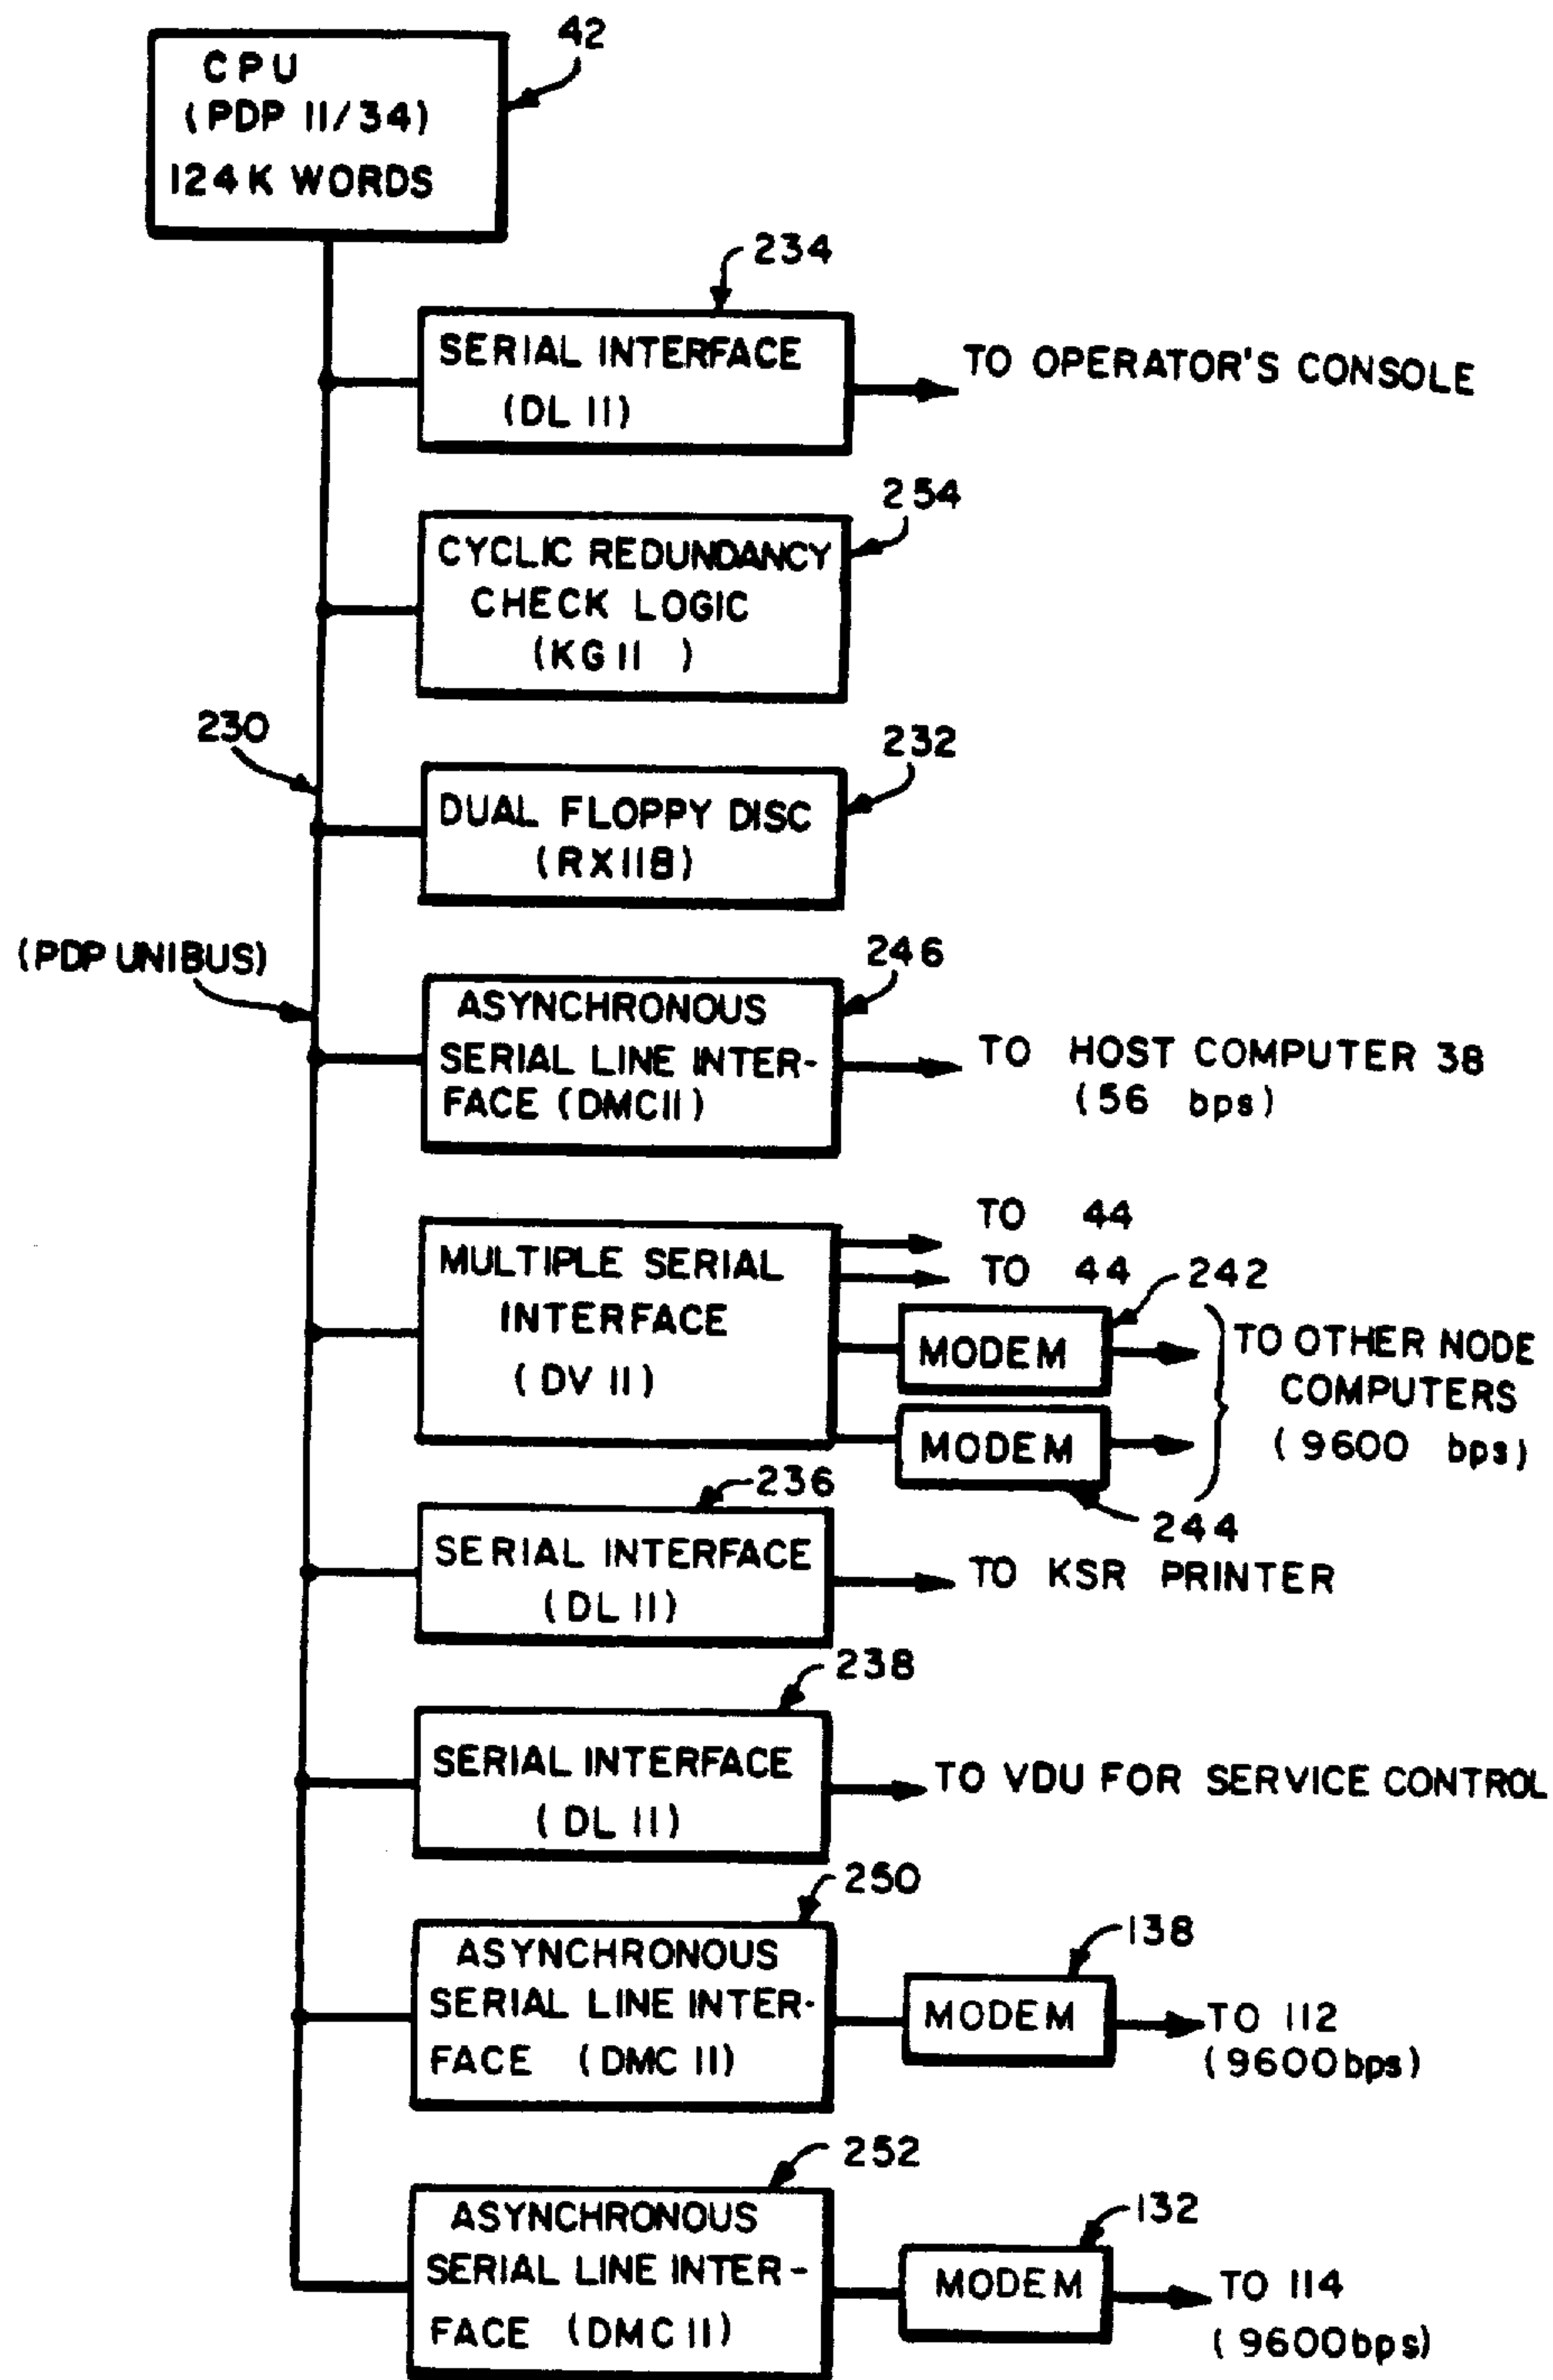 42
CPU
(PDP 11/34)
124K WORDS
234
SERIAL INTERFACE
(DL 11)
TO OPERATOR'S CONSOLE
254
CYCLIC REDUNDANCY
CHECK LOGIC
(KG11 )
230
232
DUAL FLOPPY DISC
(RX11B)
(PDP UNIBUS)
246
ASYNCHRONOUS
SERIAL LINE INTER-
FACE (DMC11)
TO HOST COMPUTER 38
(56 bps)
MULTIPLE SERIAL
INTERFACE
(DV 11)
TO 44
TO 44
242
MODEM
MODEM
244
TO OTHER NODE
COMPUTERS
(9600 bps)
236
SERIAL INTERFACE
(DL 11)
TO KSR PRINTER
238
SERIAL INTERFACE
(DL 11)
TO VDU FOR SERVICE CONTROL
250
ASYNCHRONOUS
SERIAL LINE INTER-
FACE (DMC 11)
138
MODEM
TO 112
(9600bps)
252
ASYNCHRONOUS
SERIAL LINE INTER-
FACE (DMC 11)
132
MODEM
TO 114
(9600bps)